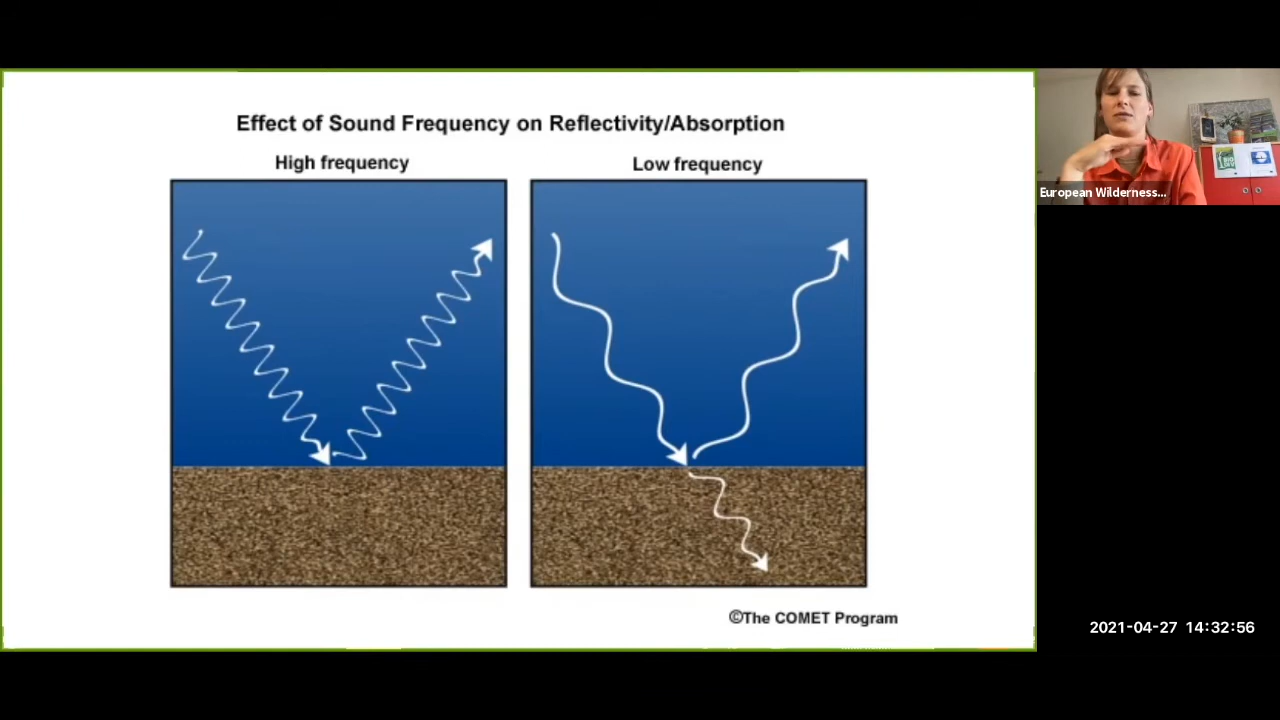 Effect of Sound Frequency on Reflectivity/Absorption
High frequency
Low frequency
©The COMET Program
European Wilderness...
2021-04-27 14:32:56